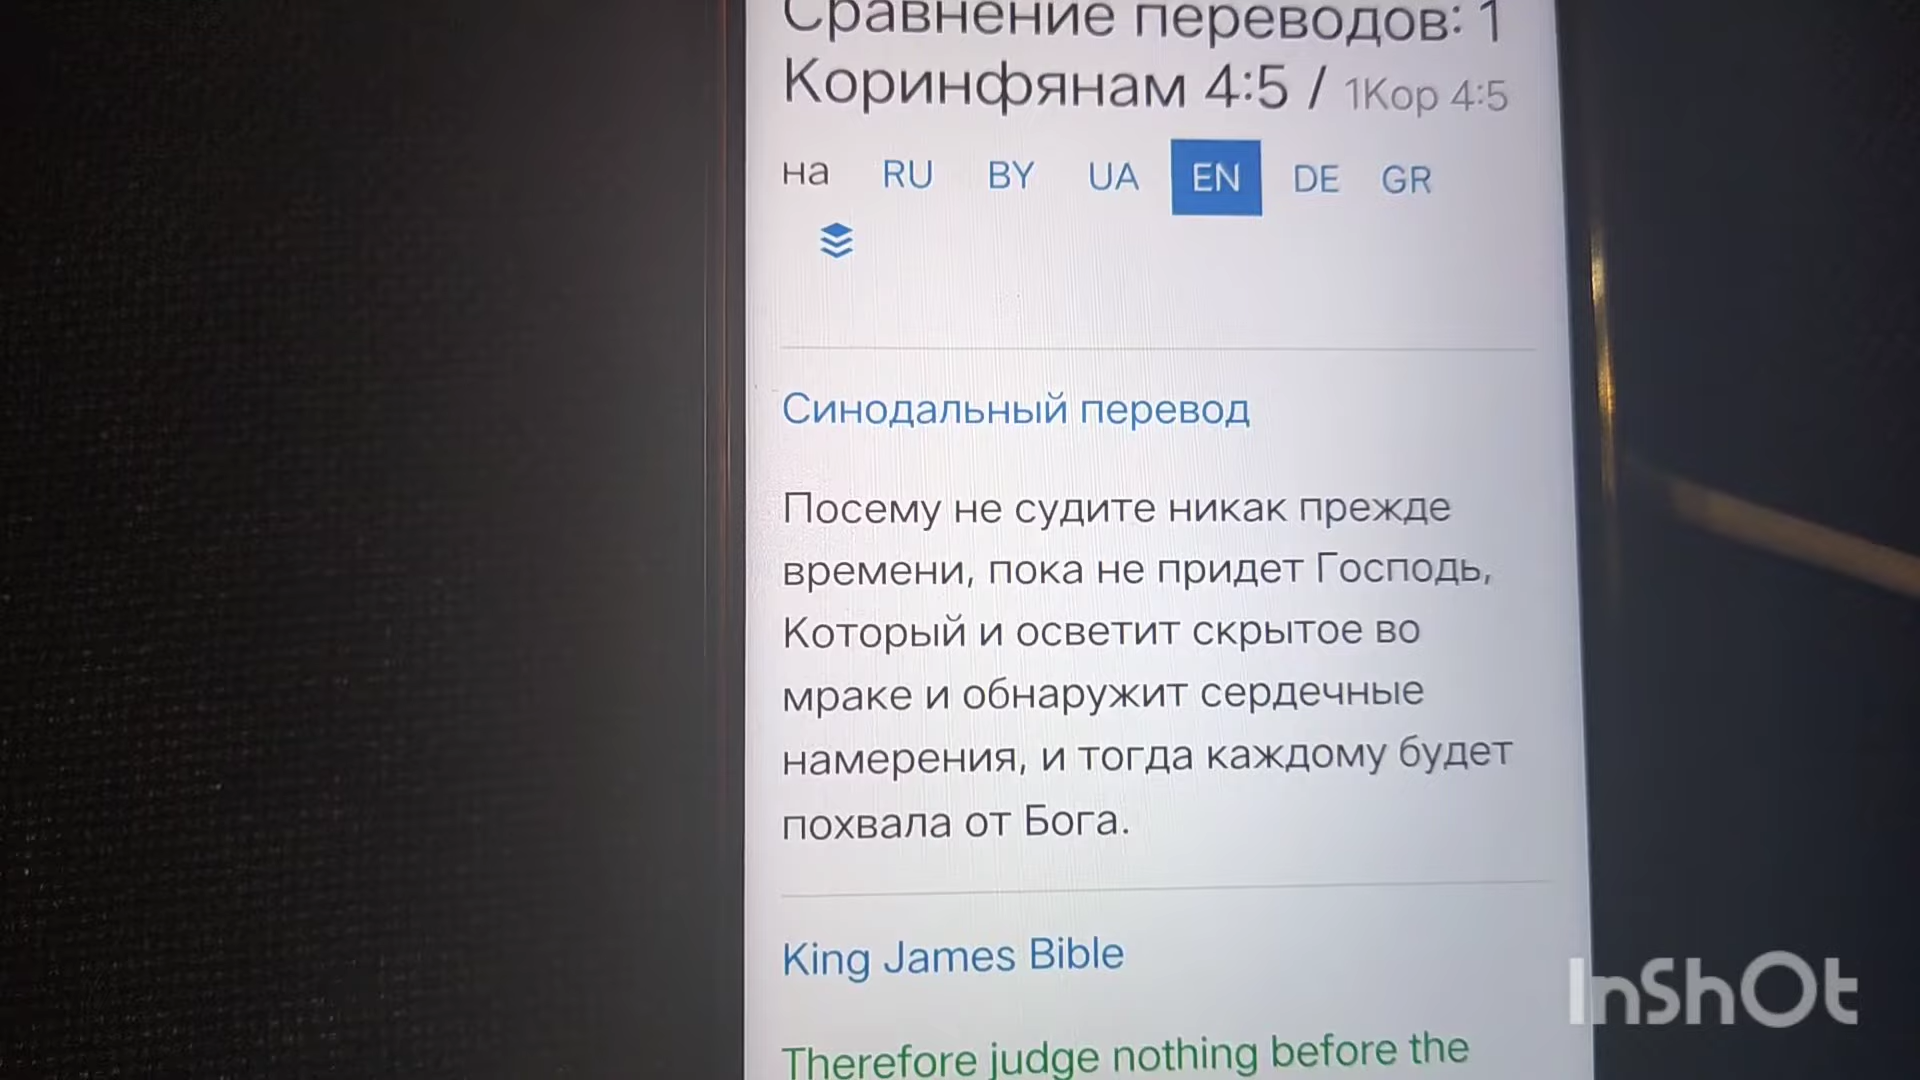 Сравнение переводов: 1
Коринфянам 4:5 / 1Кор 4:5
на RU BY UA EN DE GR
Синодальный перевод
Посему не судите никак прежде
времени, пока не придет Господь,
Который и осветит скрытое во
мраке и обнаружит сердечные
намерения, и тогда каждому будет
похвала от Бога.
King James Bible
Therefore judge nothing before the
InShOt